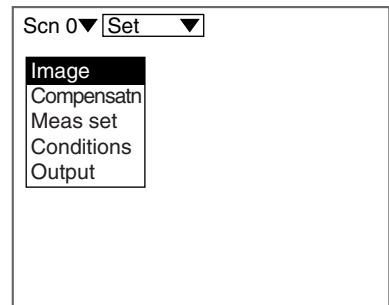 Scn 0▼ Set ▼
Image
Compensatn
Meas set
Conditions
Output